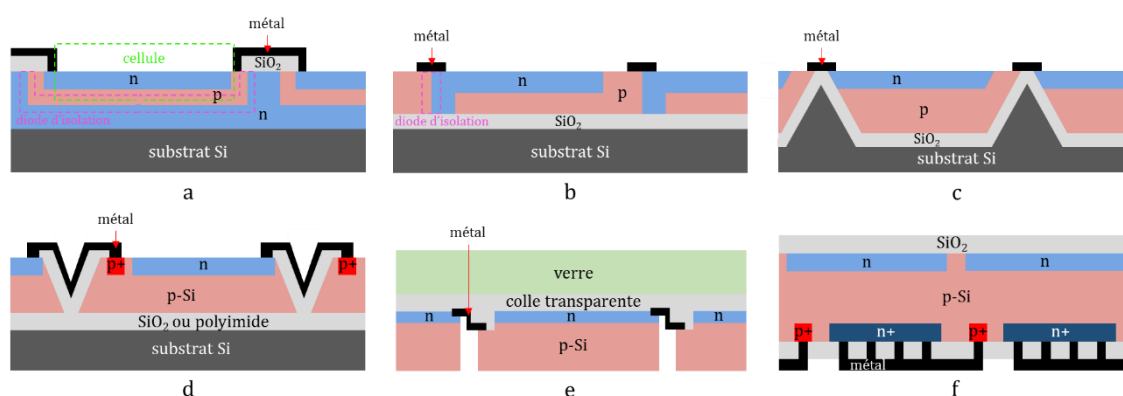 métal
cellule
SiO₂
n
p
n
diode d'isolation
substrat Si
a
métal
n
p
diode d'isolation
SiO₂
substrat Si
b
métal
n
p
SiO₂
substrat Si
c
métal
p+
n
p+
p-Si
SiO₂ ou polyimide
substrat Si
d
verre
métal
colle transparente
n
n
n
p-Si
e
SiO₂
n
n
p-Si
p+
n+
p+
n+
métal
f